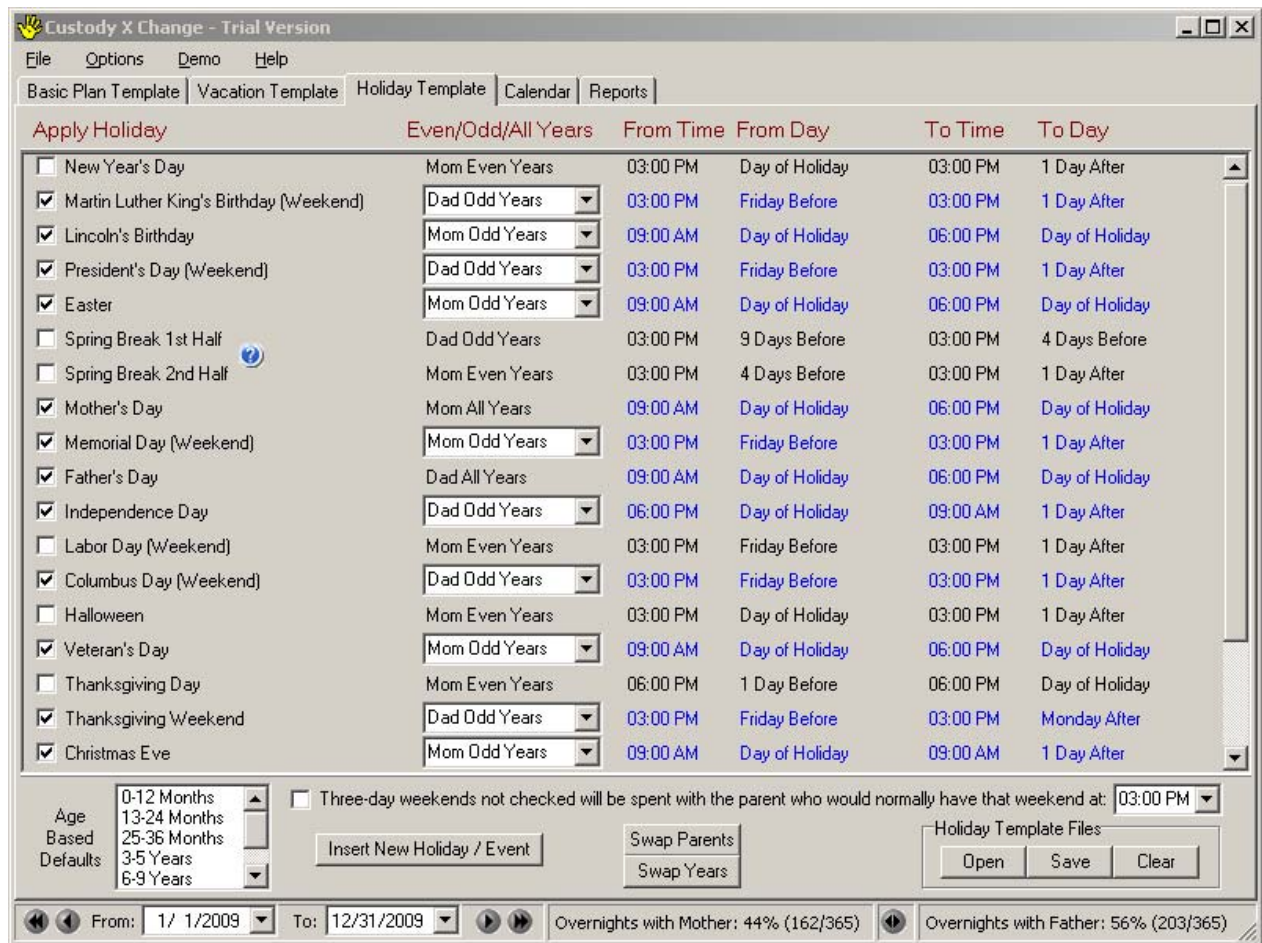 Custody X Change - Trial Version
File Options Demo Help
Basic Plan Template Vacation Template Holiday Template Calendar Reports
Apply Holiday Even/Odd/All Years From Time From Day To Time To Day
New Year's Day Mom Even Years 03:00 PM Day of Holiday 03:00 PM 1 Day After
Martin Luther King's Birthday (Weekend) Dad Odd Years 03:00 PM Friday Before 03:00 PM 1 Day After
Lincoln's Birthday Mom Odd Years 09:00 AM Day of Holiday 06:00 PM Day of Holiday
President's Day (Weekend) Dad Odd Years 03:00 PM Friday Before 03:00 PM 1 Day After
Easter Mom Odd Years 09:00 AM Day of Holiday 06:00 PM Day of Holiday
Spring Break 1st Half Dad Odd Years 03:00 PM 9 Days Before 03:00 PM 4 Days Before
?
Spring Break 2nd Half Mom Even Years 03:00 PM 4 Days Before 03:00 PM 1 Day After
Mother's Day Mom All Years 09:00 AM Day of Holiday 06:00 PM Day of Holiday
Memorial Day (Weekend) Mom Odd Years 03:00 PM Friday Before 03:00 PM 1 Day After
Father's Day Dad All Years 09:00 AM Day of Holiday 06:00 PM Day of Holiday
Independence Day Dad Odd Years 06:00 PM Day of Holiday 09:00 AM 1 Day After
Labor Day (Weekend) Mom Even Years 03:00 PM Friday Before 03:00 PM 1 Day After
Columbus Day (Weekend) Dad Odd Years 03:00 PM Friday Before 03:00 PM 1 Day After
Halloween Mom Even Years 03:00 PM Day of Holiday 03:00 PM 1 Day After
Veteran's Day Mom Odd Years 09:00 AM Day of Holiday 06:00 PM Day of Holiday
Thanksgiving Day Mom Even Years 06:00 PM 1 Day Before 06:00 PM Day of Holiday
Thanksgiving Weekend Dad Odd Years 03:00 PM Friday Before 03:00 PM Monday After
Christmas Eve Mom Odd Years 09:00 AM Day of Holiday 09:00 AM 1 Day After
Age
Based
Defaults
0-12 Months
13-24 Months
25-36 Months
3-5 Years
6-9 Years
Three-day weekends not checked will be spent with the parent who would normally have that weekend at: 03:00 PM
Insert New Holiday / Event
Swap Parents
Swap Years
Holiday Template Files
Open Save Clear
From: 1/ 1/2009 To: 12/31/2009 Overnights with Mother: 44% (162/365) Overnights with Father: 56% (203/365)